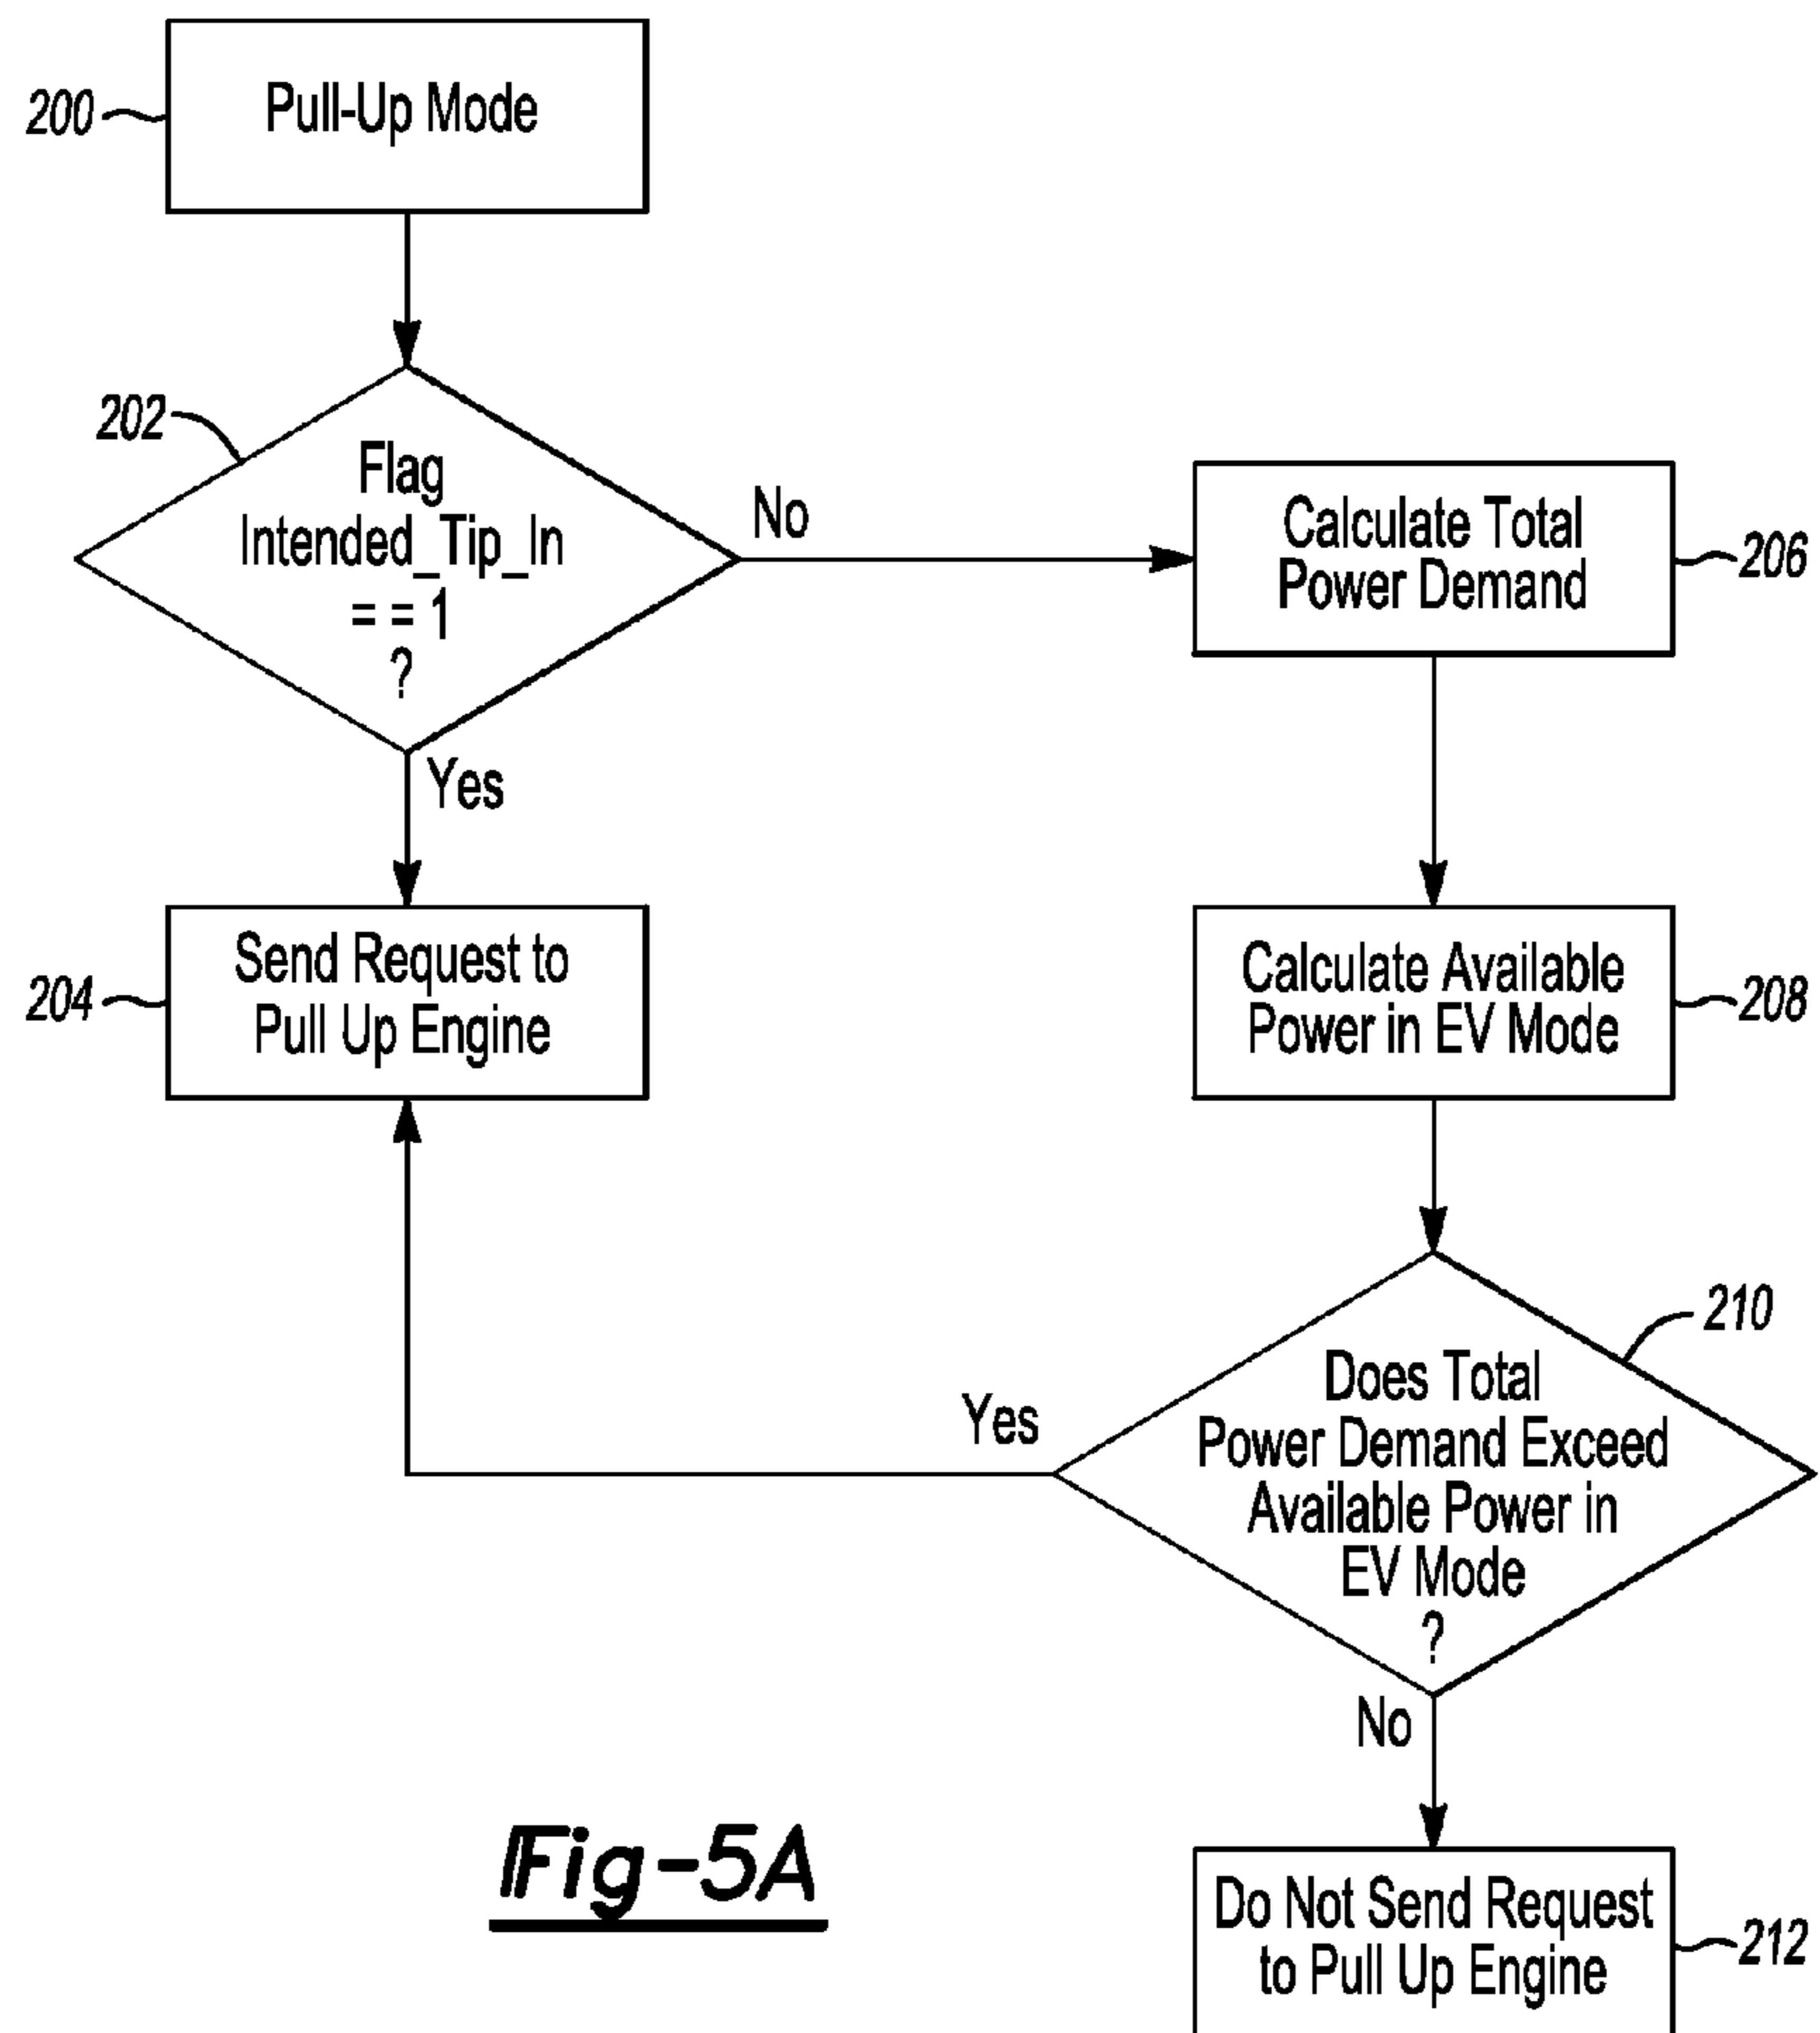 200
Pull-Up Mode
202
Flag
Intended_Tip_In
= = 1
?
No
Yes
Calculate Total
Power Demand
206
204
Send Request to
Pull Up Engine
Calculate Available
Power in EV Mode
208
210
Does Total
Power Demand Exceed
Available Power in
EV Mode
?
Yes
No
Do Not Send Request
to Pull Up Engine
212
Fig-5A